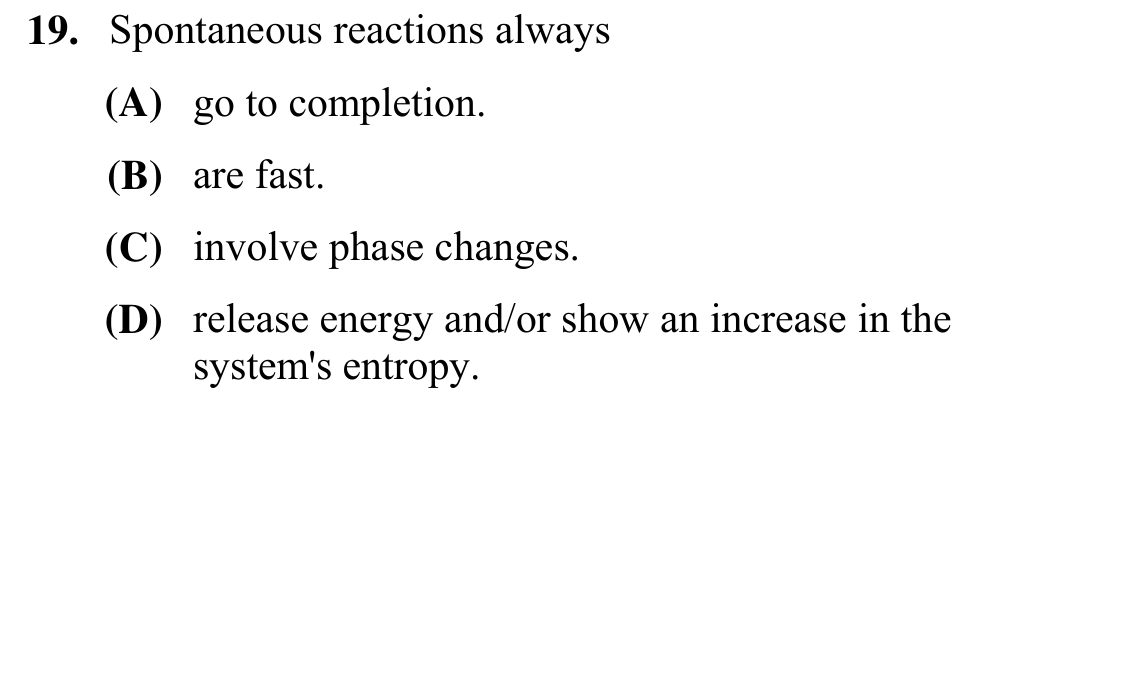 19. Spontaneous reactions always
(A) go to completion.
(B) are fast.
(C) involve phase changes.
(D) release energy and/or show an increase in the
system's entropy.